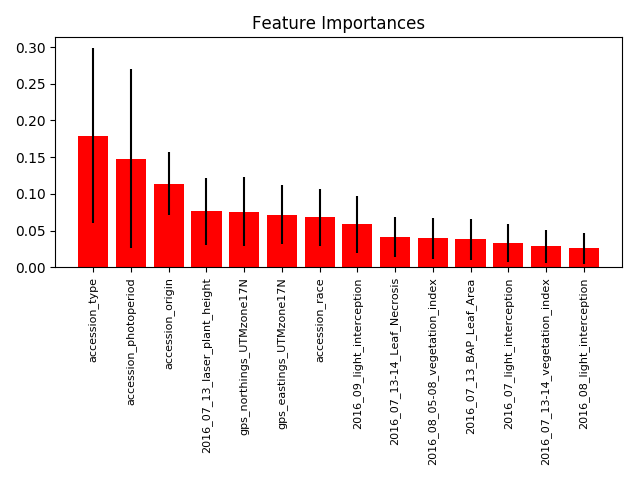 Feature Importances
0.30
0.25
0.20
0.15
0.10
0.05
0.00
accession_type
accession_photoperiod
accession_origin
2016_07_13_laser_plant_height
gps_northings_UTMzone17N
gps_eastings_UTMzone17N
accession_race
2016_09_light_interception
2016_07_13-14_Leaf_Necrosis
2016_08_05-08_vegetation_index
2016_07_13_BAP_Leaf_Area
2016_07_light_interception
2016_07_13-14_vegetation_index
2016_08_light_interception